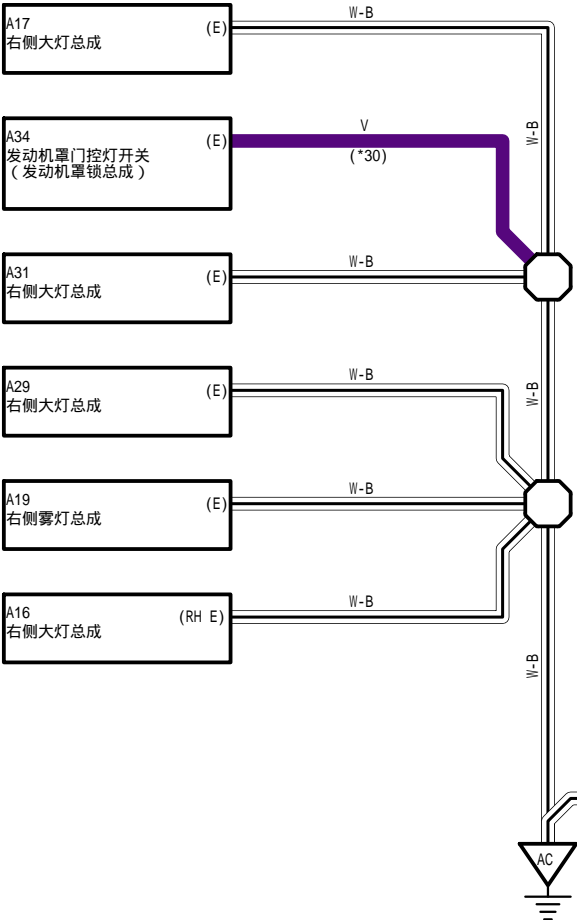 W-B
A17
(E)
右侧大灯总成
W-B
A34
(E)
V
发动机罩门控灯开关
(*30)
（发动机罩锁总成）
W-B
A31
(E)
右侧大灯总成
W-B
A29
(E)
右侧大灯总成
W-B
W-B
A19
(E)
右侧雾灯总成
W-B
A16
(RH E)
右侧大灯总成
W-B
AC